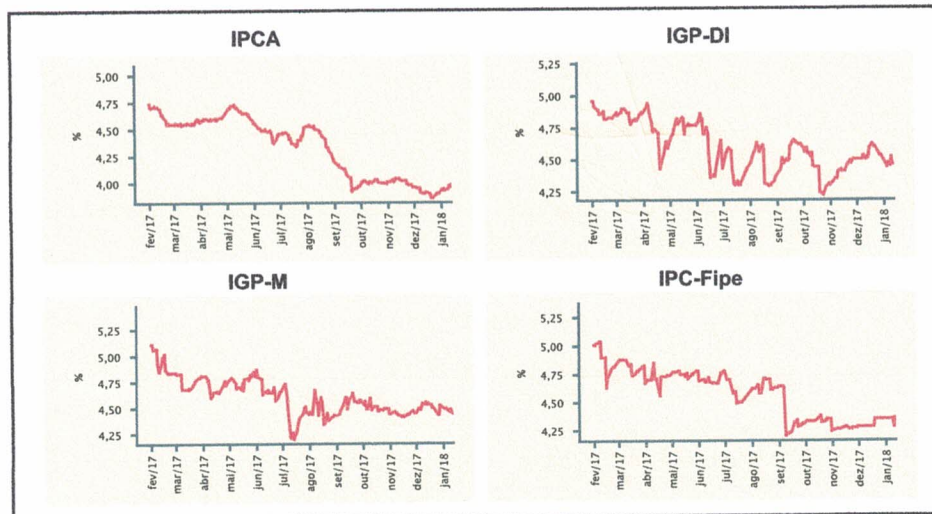 IPCA
5,00
4,75
4,50
4,25
4,00
%
fev/17
mar/17
abr/17
mai/17
jun/17
jul/17
ago/17
set/17
out/17
nov/17
dez/17
jan/18
IGP-DI
5,25
5,00
4,75
4,50
4,25
%
fev/17
mar/17
abr/17
mai/17
jun/17
jul/17
ago/17
set/17
out/17
nov/17
dez/17
jan/18
IGP-M
5,25
5,00
4,75
4,50
4,25
%
fev/17
mar/17
abr/17
mai/17
jun/17
jul/17
ago/17
set/17
out/17
nov/17
dez/17
jan/18
IPC-Fipe
5,25
5,00
4,75
4,50
4,25
%
fev/17
mar/17
abr/17
mai/17
jun/17
jul/17
ago/17
set/17
out/17
nov/17
dez/17
jan/18